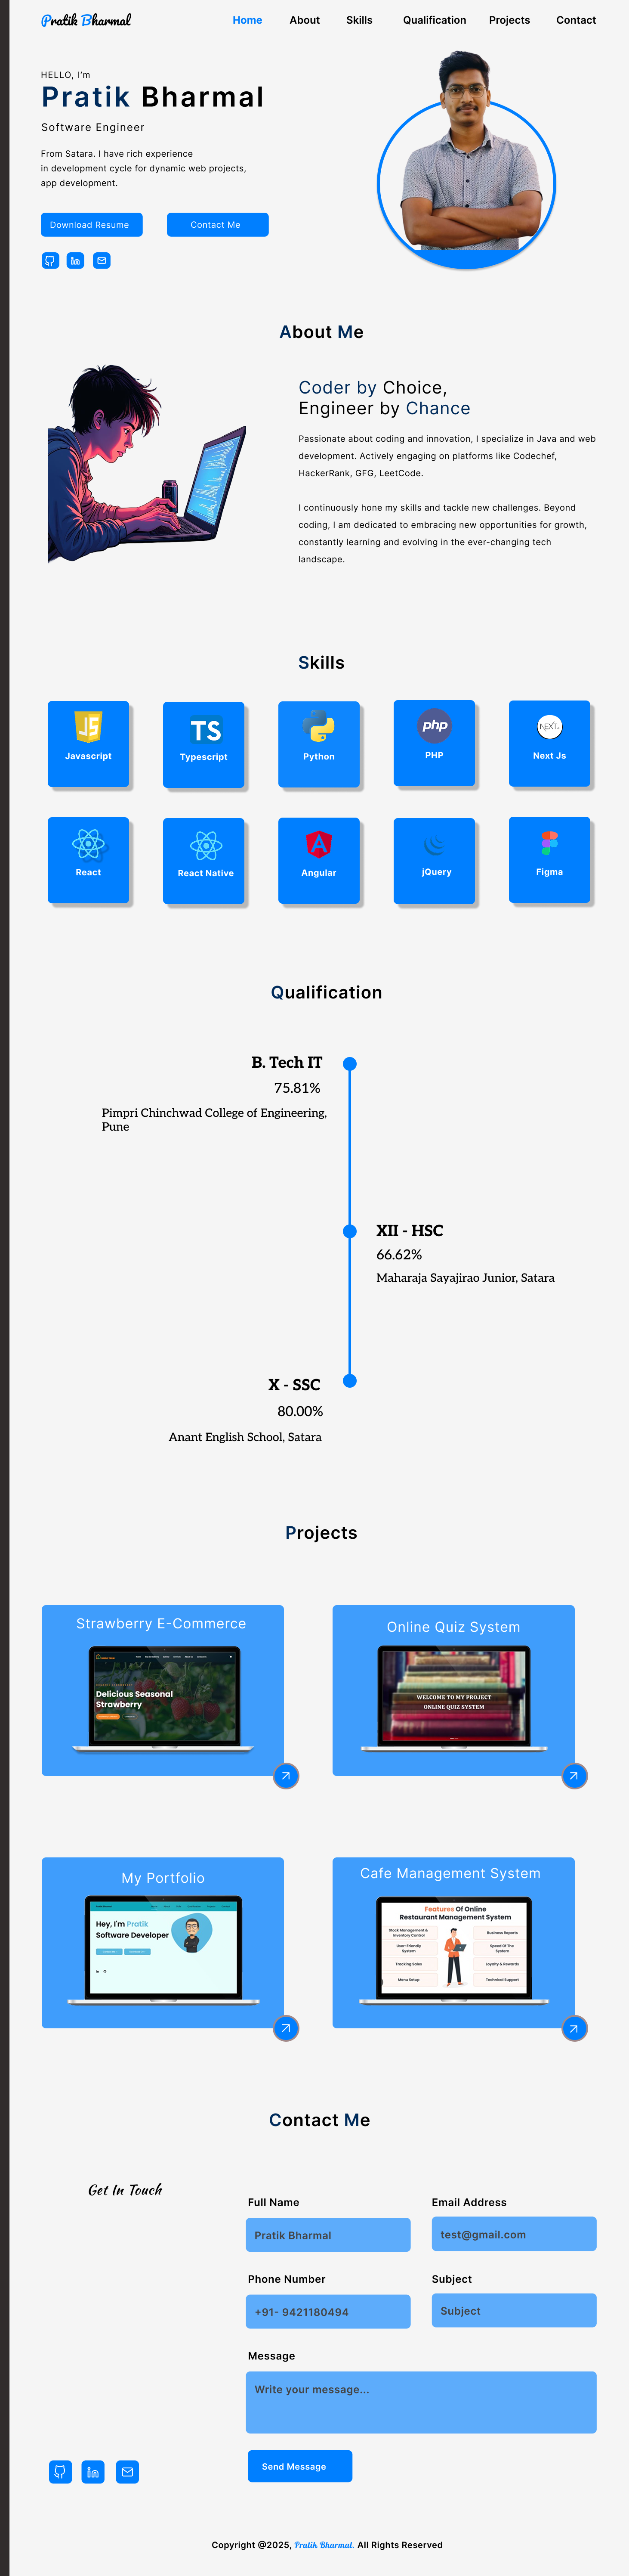 Pratik Bharmal
Home About Skills Qualification Projects Contact
HELLO, I'm
Pratik Bharmal
Software Engineer
From Satara. I have rich experience
in development cycle for dynamic web projects,
app development.
Download Resume Contact Me
About Me
Coder by Choice,
Engineer by Chance
Passionate about coding and innovation, I specialize in Java and web
development. Actively engaging on platforms like Codechef,
HackerRank, GFG, LeetCode.
I continuously hone my skills and tackle new challenges. Beyond
coding, I am dedicated to embracing new opportunities for growth,
constantly learning and evolving in the ever-changing tech
landscape.
Skills
JS TS php NEXT
Javascript Typescript Python PHP Next Js
React React Native Angular jQuery Figma
Qualification
B. Tech IT
75.81%
Pimpri Chinchwad College of Engineering,
Pune
XII - HSC
66.62%
Maharaja Sayajirao Junior, Satara
X - SSC
80.00%
Anant English School, Satara
Projects
Strawberry E-Commerce
Delicious Seasonal
Strawberry
Online Quiz System
WELCOME TO MY PROJECT
ONLINE QUIZ SYSTEM
My Portfolio
Hey, I'm Pratik
Software Developer
Cafe Management System
Features Of Online
Restaurant Management System
Stock Management &
Inventory Control
User-Friendly
System
Tracking Sales
Menu Setup
Business Reports
Speed Of The
System
Loyalty & Rewards
Technical Support
Contact Me
Get In Touch
Full Name
Pratik Bharmal
Email Address
test@gmail.com
Phone Number
+91- 9421180494
Subject
Subject
Message
Write your message...
Send Message
Copyright @2025, Pratik Bharmal. All Rights Reserved